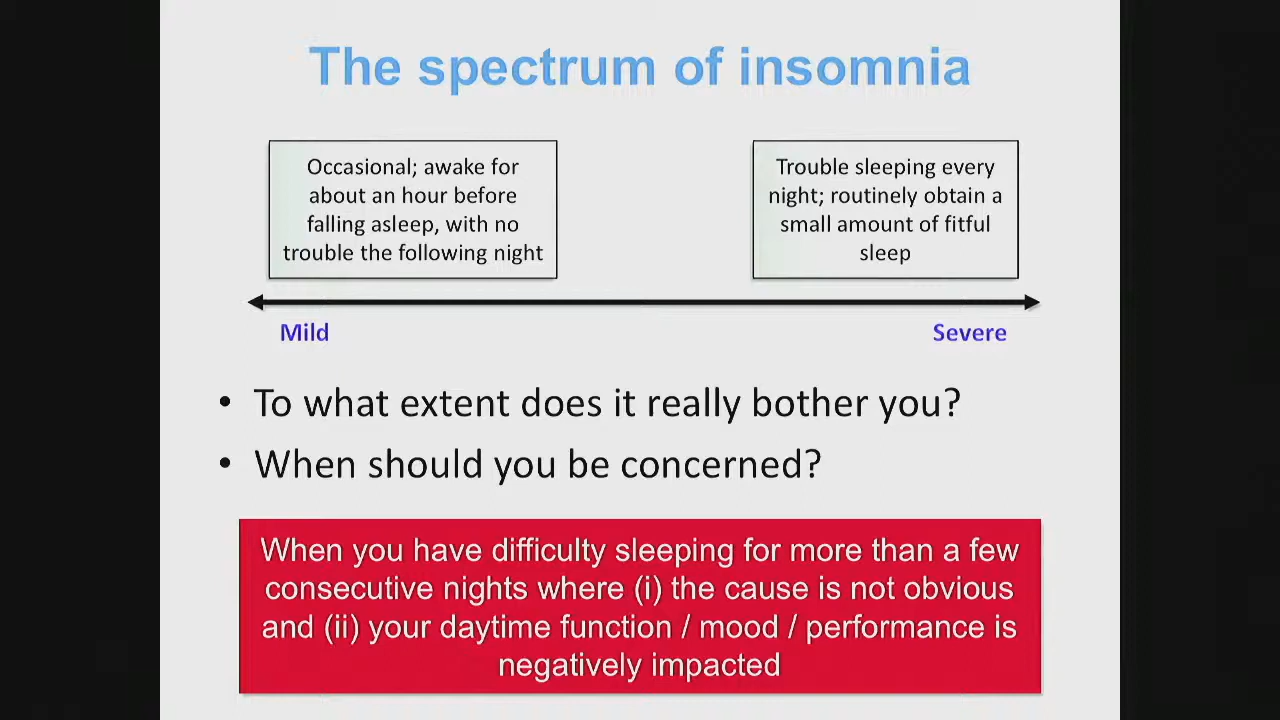 The spectrum of insomnia
Occasional; awake for
about an hour before
falling asleep, with no
trouble the following night
Trouble sleeping every
night; routinely obtain a
small amount of fitful
sleep
Mild
Severe
• To what extent does it really bother you?
• When should you be concerned?
When you have difficulty sleeping for more than a few
consecutive nights where (i) the cause is not obvious
and (ii) your daytime function / mood / performance is
negatively impacted